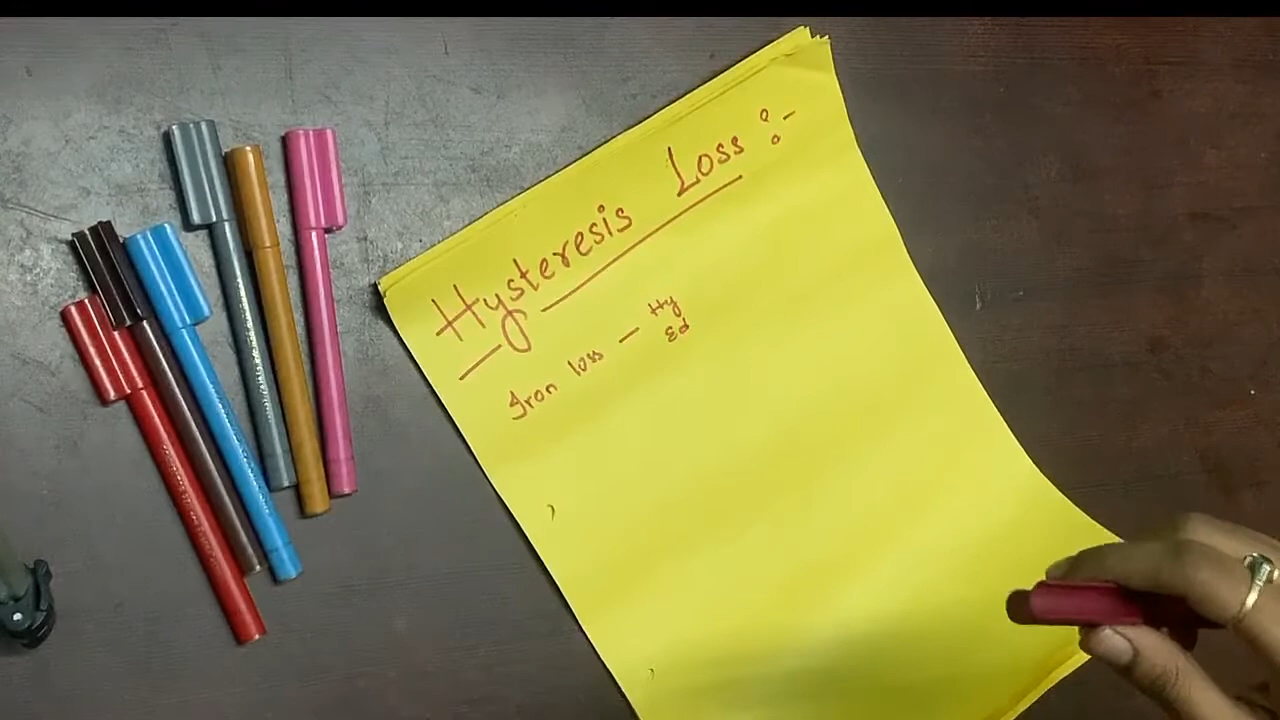 Hysteresis Loss :-
Iron loss — Hy
Ed